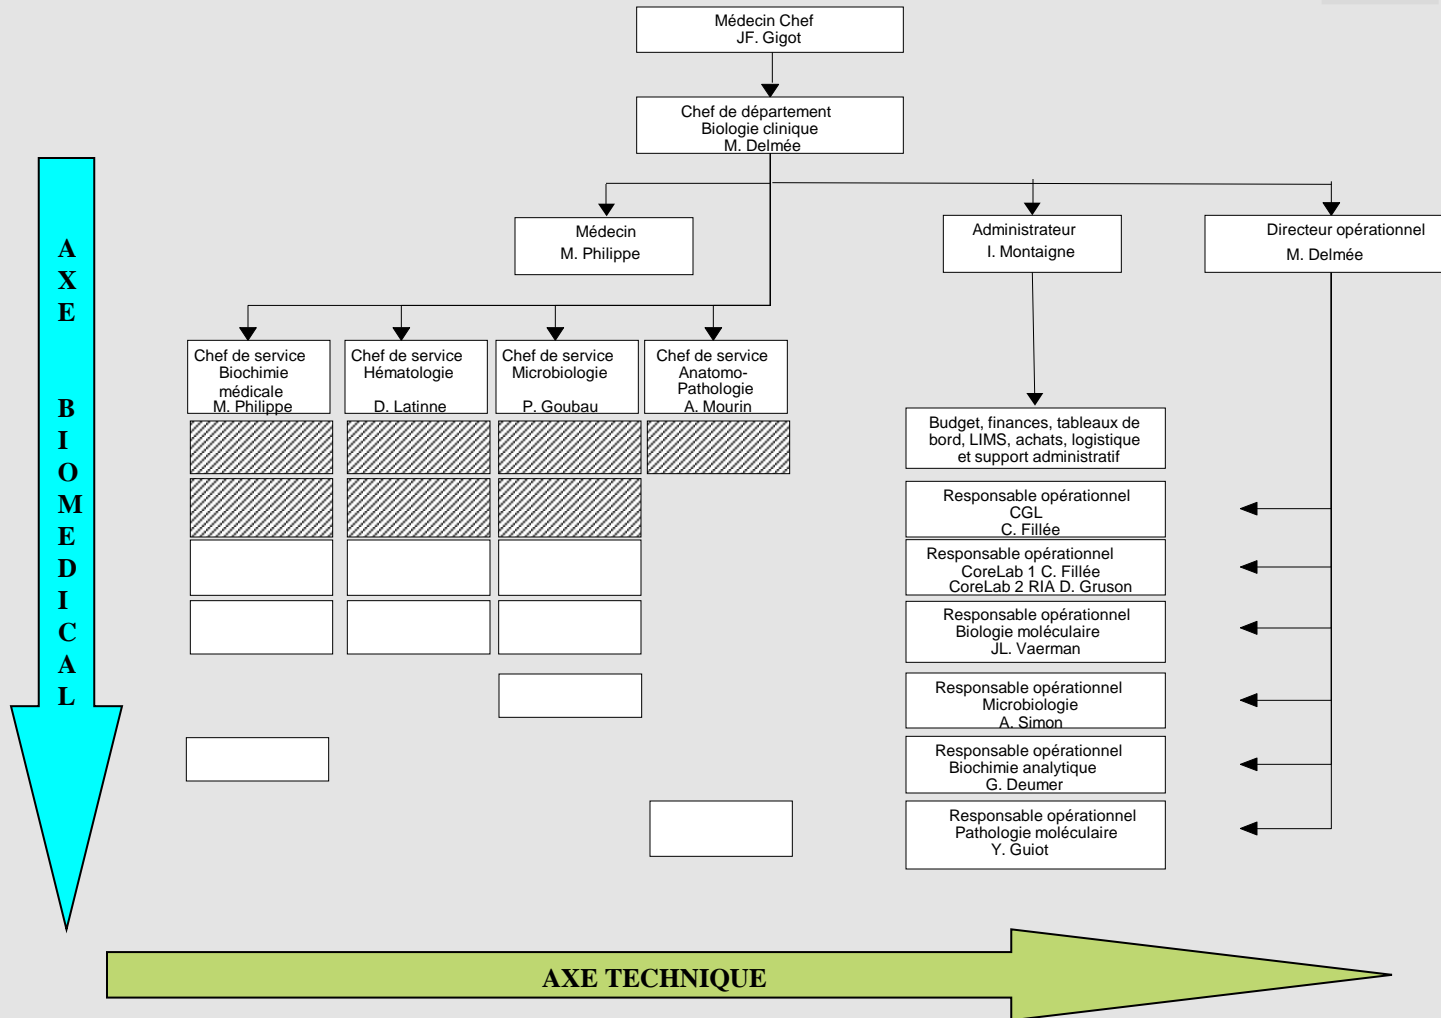 Médecin Chef
JF. Gigot
Chef de département
Biologie clinique
M. Delmée
Médecin
M. Philippe
Administrateur
I. Montaigne
Directeur opérationnel
M. Delmée
AXE BIOMEDICAL
Chef de service
Biochimie
médicale
M. Philippe
Chef de service
Hématologie
D. Latinne
Chef de service
Microbiologie
P. Goubau
Chef de service
Anatomo-
Pathologie
A. Mourin
Budget, finances, tableaux de
bord, LIMS, achats, logistique
et support administratif
Responsable opérationnel
CGL
C. Fillée
Responsable opérationnel
CoreLab 1 C. Fillée
CoreLab 2 RIA D. Gruson
Responsable opérationnel
Biologie moléculaire
JL. Vaerman
Responsable opérationnel
Microbiologie
A. Simon
Responsable opérationnel
Biochimie analytique
G. Deumer
Responsable opérationnel
Pathologie moléculaire
Y. Guiot
AXE TECHNIQUE